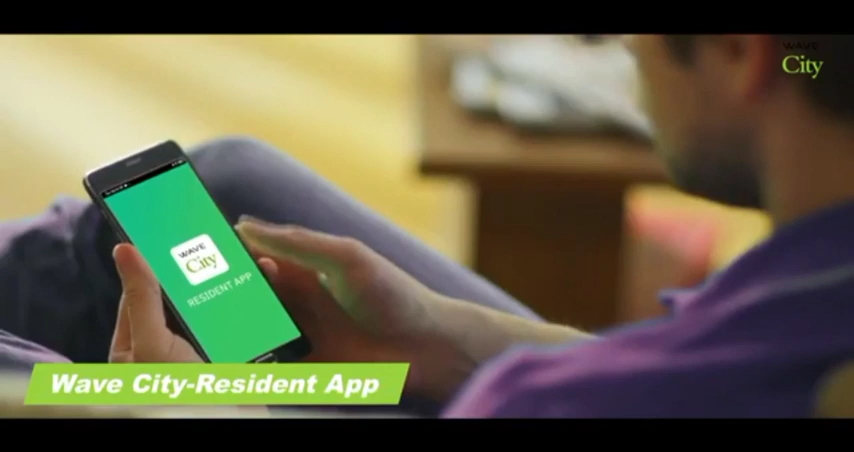 WAVE
City
WAVE
City
RESIDENT APP
Wave City-Resident App